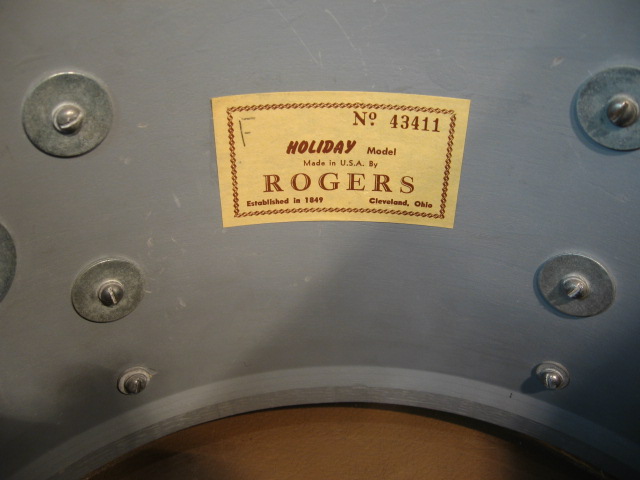 Nº 43411
HOLIDAY Model
Made in U.S.A. By
ROGERS
Established in 1849 Cleveland, Ohio